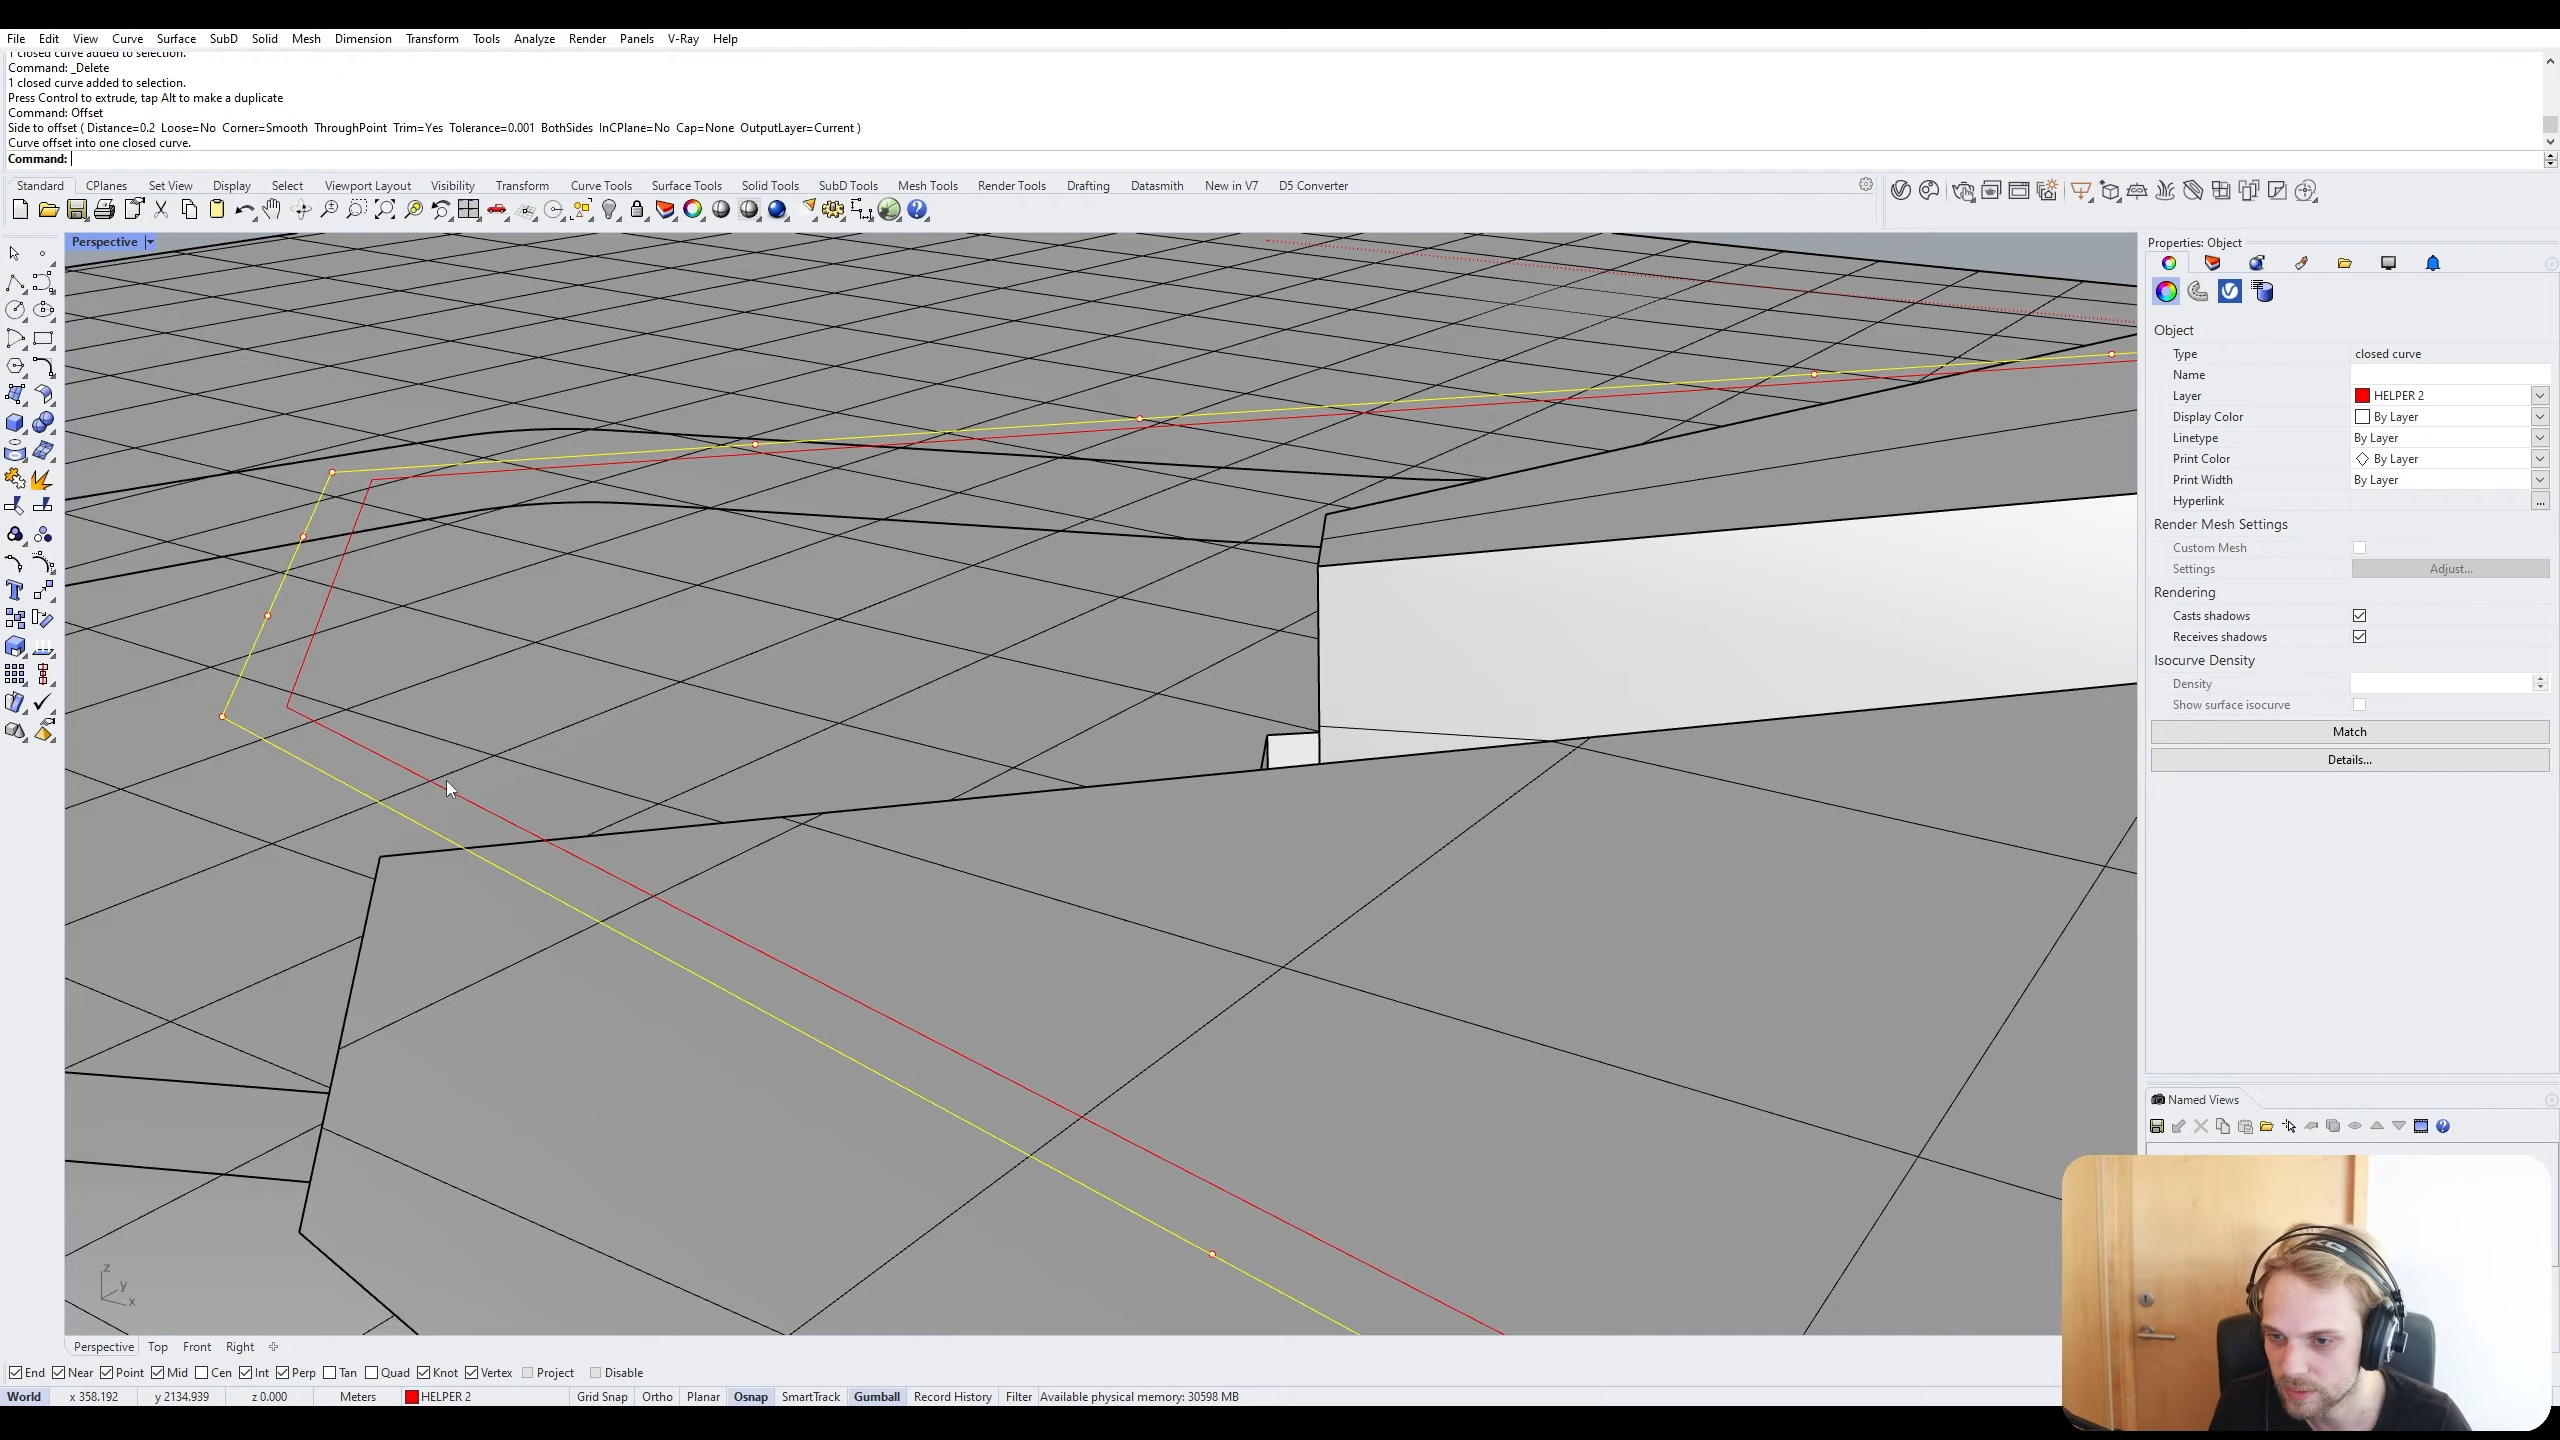 File Edit View Curve Surface SubD Solid Mesh Dimension Transform Tools Analyze Render Panels V-Ray Help
1 closed curve added to selection.
Command: _Delete
1 closed curve added to selection.
Press Control to extrude, tap Alt to make a duplicate
Command: Offset
Side to offset ( Distance=0.2 Loose=No Corner=Smooth ThroughPoint Trim=Yes Tolerance=0.001 BothSides InCPlane=No Cap=None OutputLayer=Current )
Curve offset into one closed curve.
Command:
Standard CPlanes Set View Display Select Viewport Layout Visibility Transform Curve Tools Surface Tools Solid Tools SubD Tools Mesh Tools Render Tools Drafting Datasmith New in V7 D5 Converter
Perspective
Properties: Object
Object
Type closed curve
Name
Layer HELPER 2
Display Color By Layer
Linetype By Layer
Print Color By Layer
Print Width By Layer
Hyperlink ...
Render Mesh Settings
Custom Mesh
Settings Adjust...
Rendering
Casts shadows
Receives shadows
Isocurve Density
Density
Show surface isocurve
Match
Details...
Named Views
z
y
x
Perspective Top Front Right
End Near Point Mid Cen Int Perp Tan Quad Knot Vertex Project Disable
World x 358.192 y 2134.939 z 0.000 Meters HELPER 2 Grid Snap Ortho Planar Osnap SmartTrack Gumball Record History Filter Available physical memory: 30598 MB